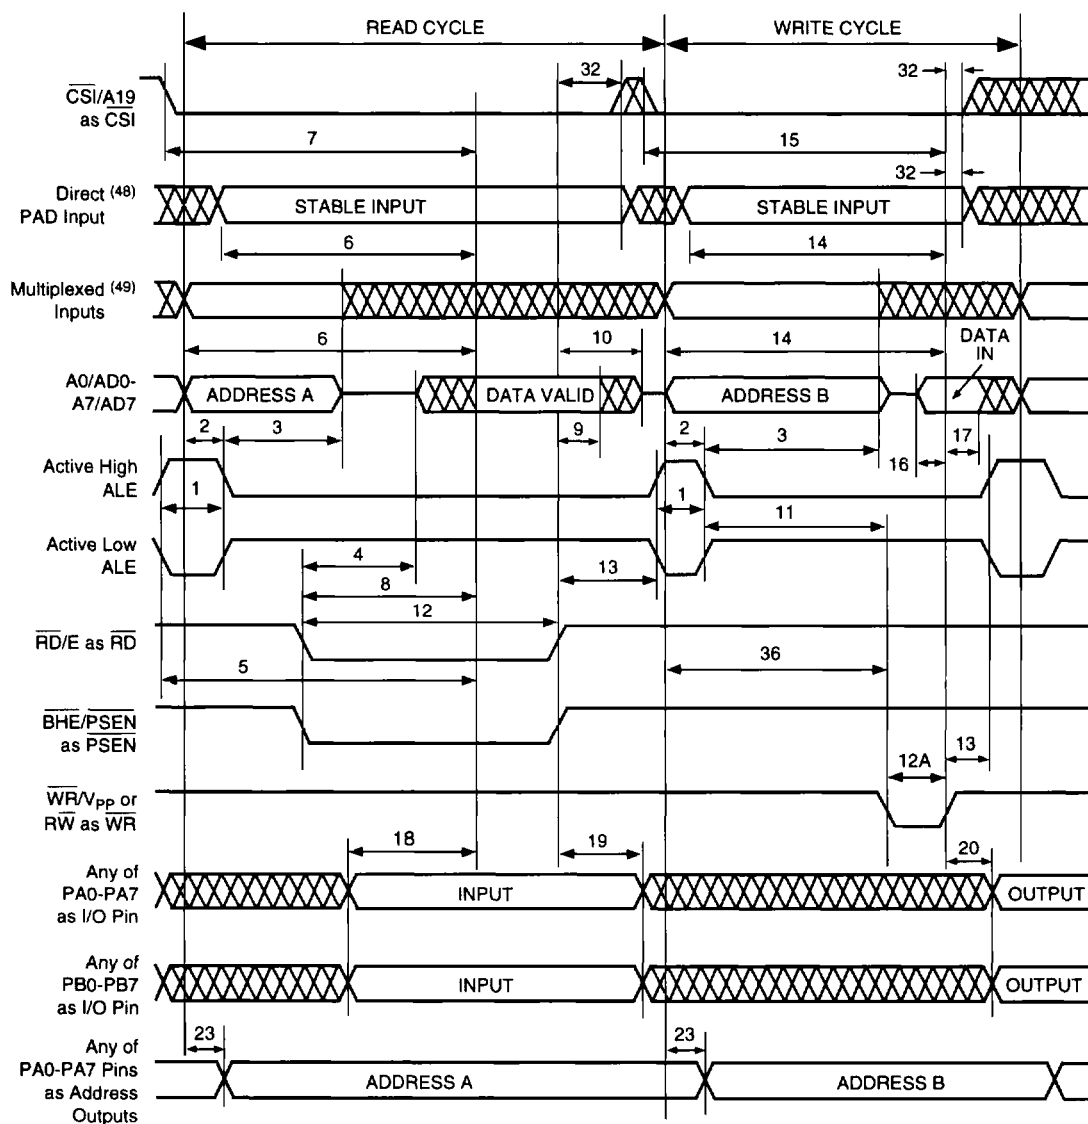 READ CYCLE
WRITE CYCLE
32
32
CSI/A19
as CSI
7
15
32
Direct (48)
PAD Input
STABLE INPUT
STABLE INPUT
6
14
Multiplexed (49)
Inputs
6
10
14
DATA
IN
A0/AD0-
A7/AD7
ADDRESS A
DATA VALID
ADDRESS B
2
3
9
2
3
16
17
Active High
ALE
1
1
11
Active Low
ALE
4
13
8
12
RD/E as RD
5
36
BHE/PSEN
as PSEN
12A
13
WR/VPP or
RW as WR
18
19
20
Any of
PA0-PA7
as I/O Pin
INPUT
OUTPUT
Any of
PB0-PB7
as I/O Pin
INPUT
OUTPUT
23
23
Any of
PA0-PA7 Pins
as Address
Outputs
ADDRESS A
ADDRESS B